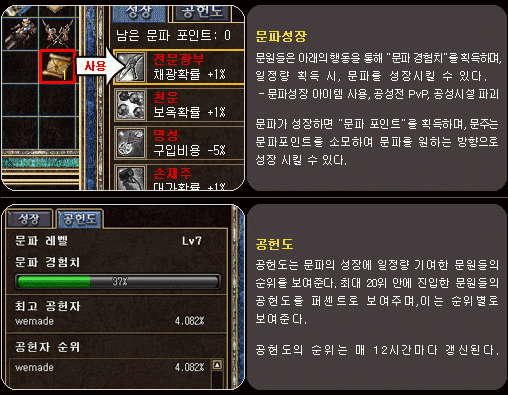 성장
공헌도
남은 문파 포인트: 0
사용
전문광부
채광확률 +1%
천운
보옥확률 +1%
명성
구입비용 -5%
손재주
대가확률 +1%
문파성장
문원들은 아래의 행동을 통해 "문파 경험치"를 획득하며,
일정량 획득 시, 문파를 성장시킬 수 있다.
- 문파성장 아이템 사용, 공성전 PvP, 공성시설 파괴
문파가 성장하면 "문파 포인트"를 획득하며, 문주는
문파포인트를 소모하여 문파를 원하는 방향으로
성장 시킬 수 있다.
성장
공헌도
문파 레벨 Lv7
문파 경험치
37%
최고 공헌자
wemade 4.082%
공헌자 순위
wemade 4.082%
공헌도
공헌도는 문파의 성장에 일정량 기여한 문원들의
순위를 보여준다. 최대 20위 안에 진입한 문원들의
공헌도를 퍼센트로 보여주며,이는 순위별로
보여준다.
공헌도의 순위는 매 12시간마다 갱신된다.